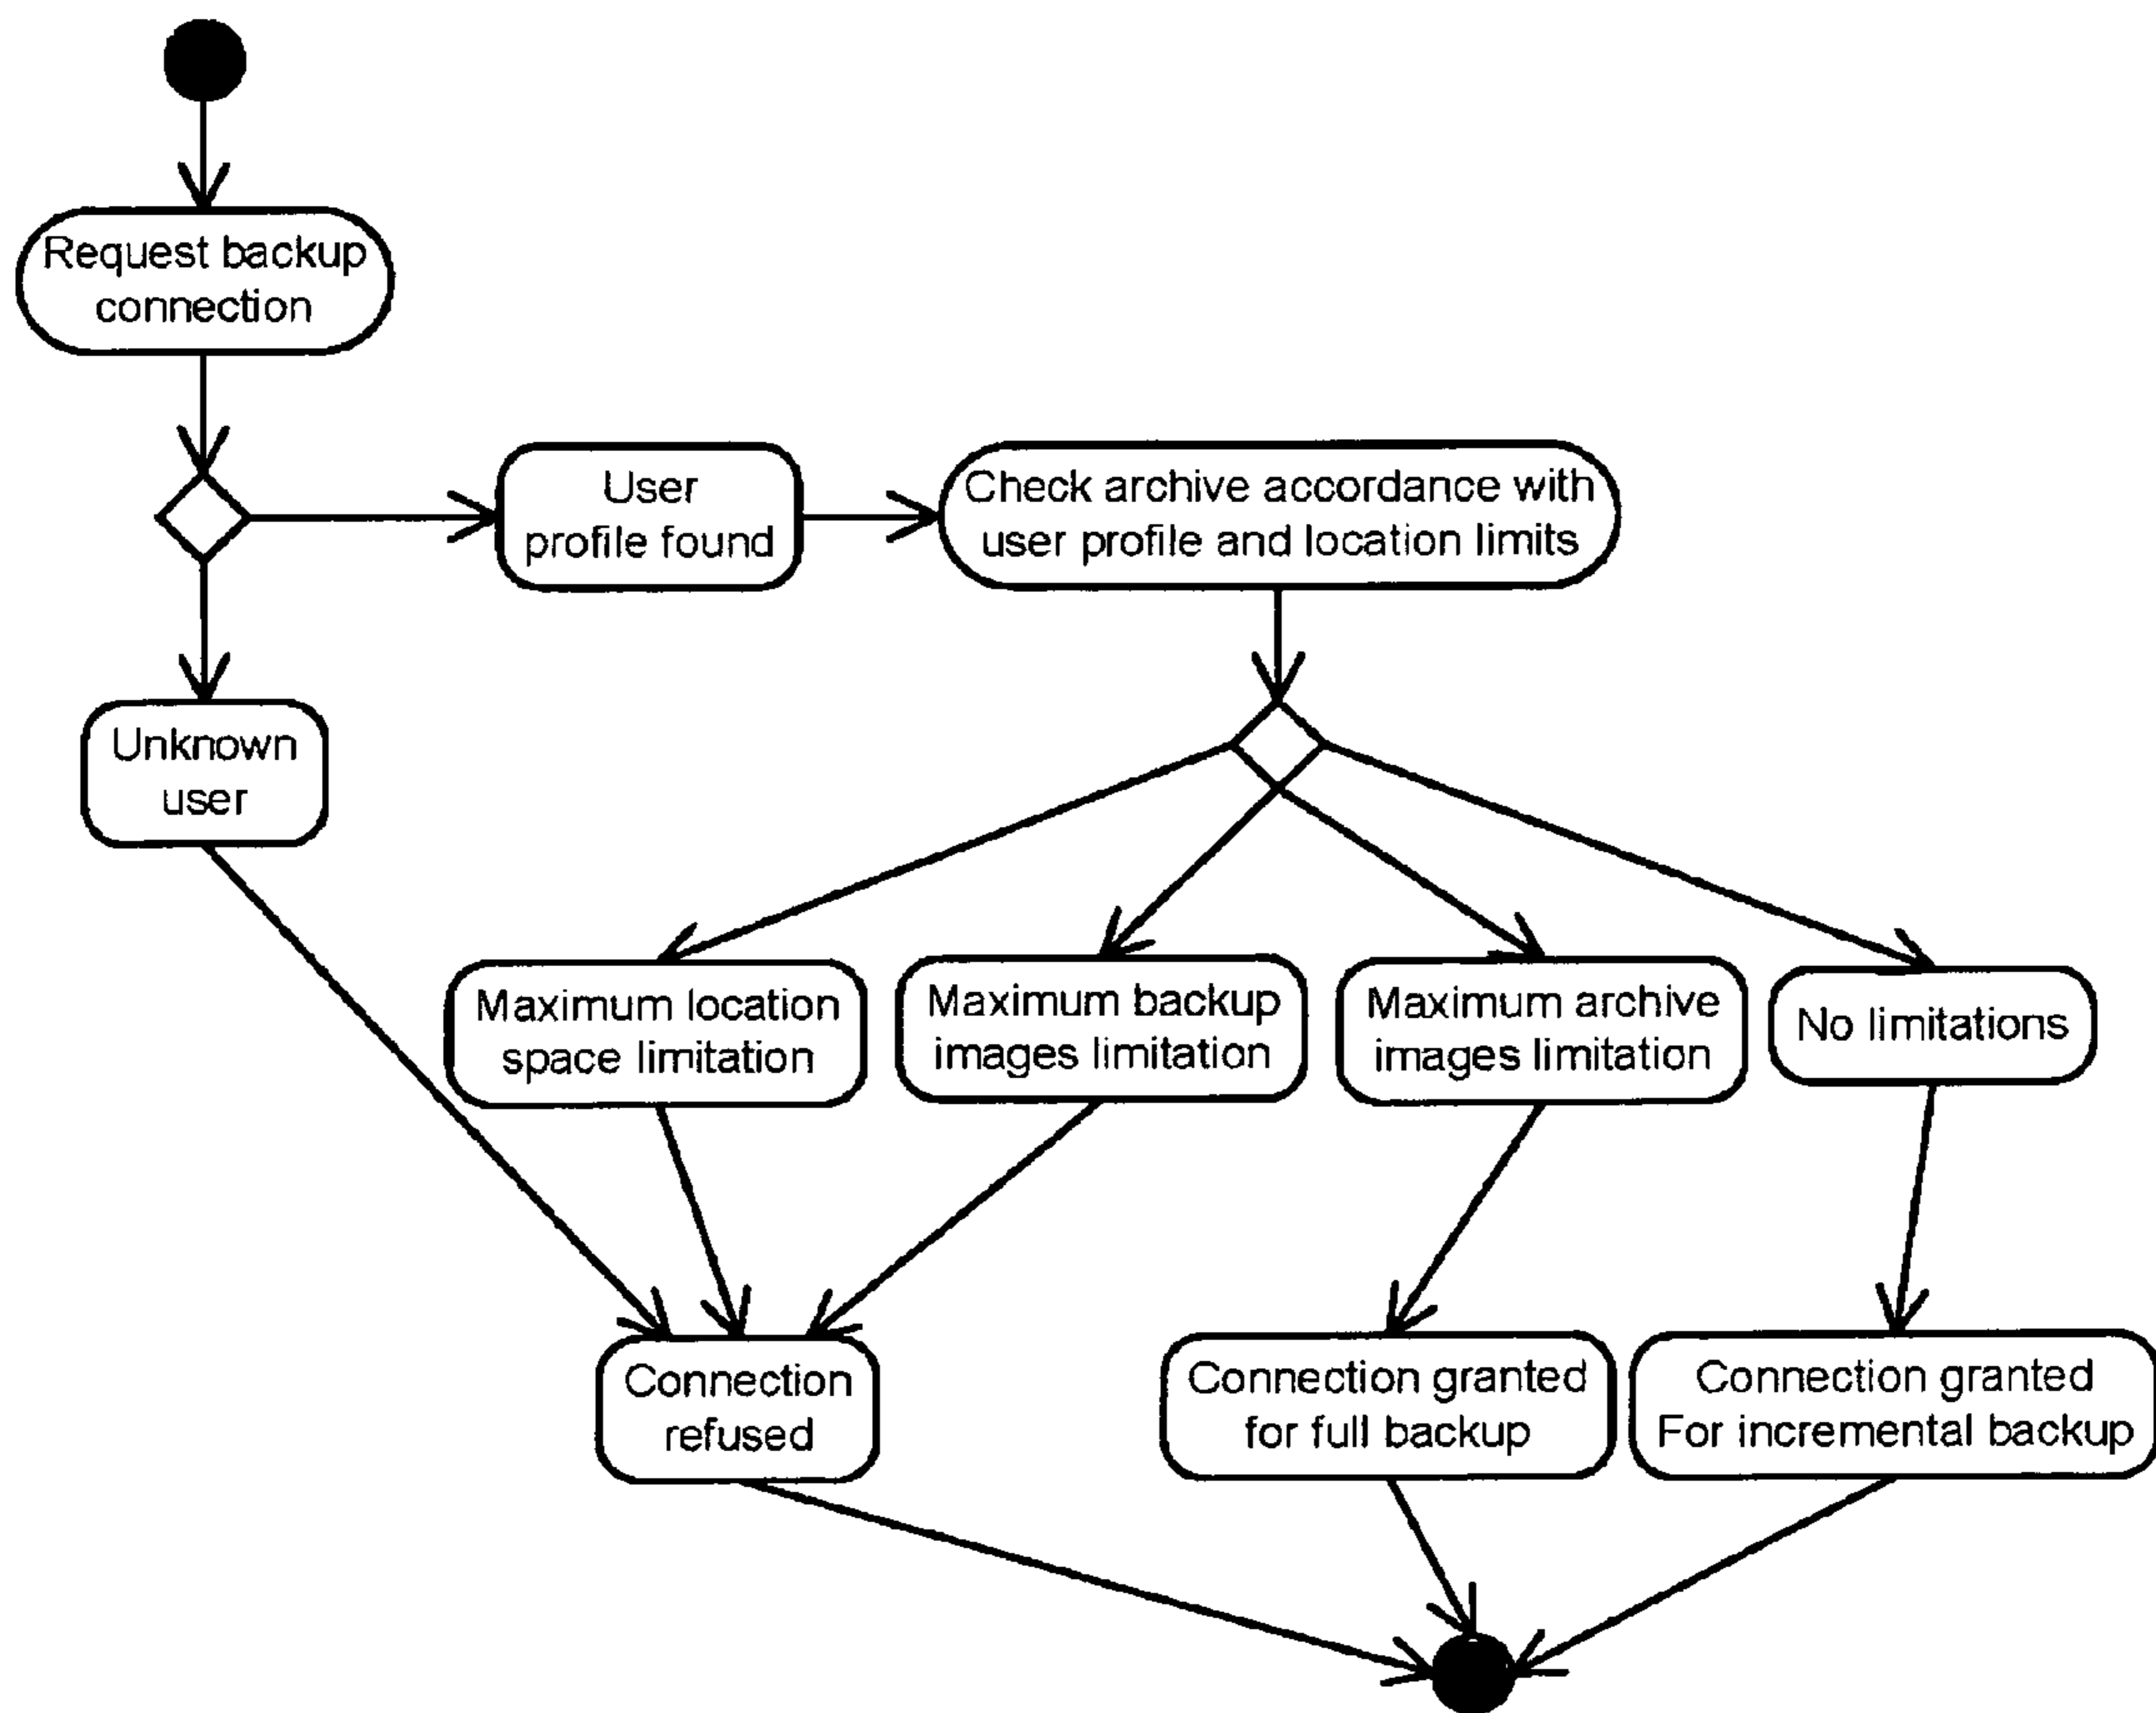 Request backup
connection
User
profile found
Check archive accordance with
user profile and location limits
Unknown
user
Maximum location
space limitation
Maximum backup
images limitation
Maximum archive
images limitation
No limitations
Connection
refused
Connection granted
for full backup
Connection granted
For incremental backup